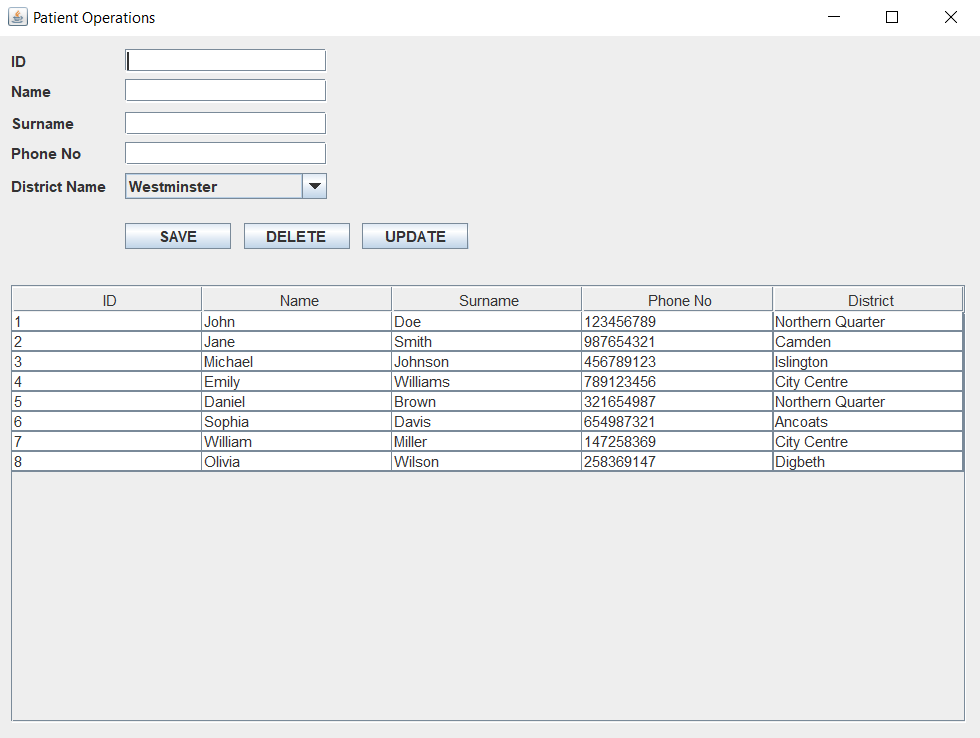 Patient Operations
ID
Name
Surname
Phone No
District Name Westminster
SAVE DELETE UPDATE
ID Name Surname Phone No District
1 John Doe 123456789 Northern Quarter
2 Jane Smith 987654321 Camden
3 Michael Johnson 456789123 Islington
4 Emily Williams 789123456 City Centre
5 Daniel Brown 321654987 Northern Quarter
6 Sophia Davis 654987321 Ancoats
7 William Miller 147258369 City Centre
8 Olivia Wilson 258369147 Digbeth